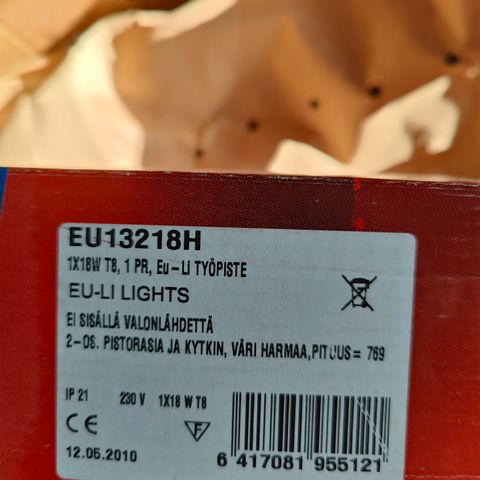 EU13218H
1X18W T8, 1 PR, Eu-Li TYÖPISTE
EU-LI LIGHTS
EI SISÄLLÄ VALONLÄHDETTÄ
2-OS. PISTORASIA JA KYTKIN, VÄRI HARMAA,PITUUS= 769
IP 21 230 V 1X18 W T8
CE F
12.05.2010
6 417081 955121